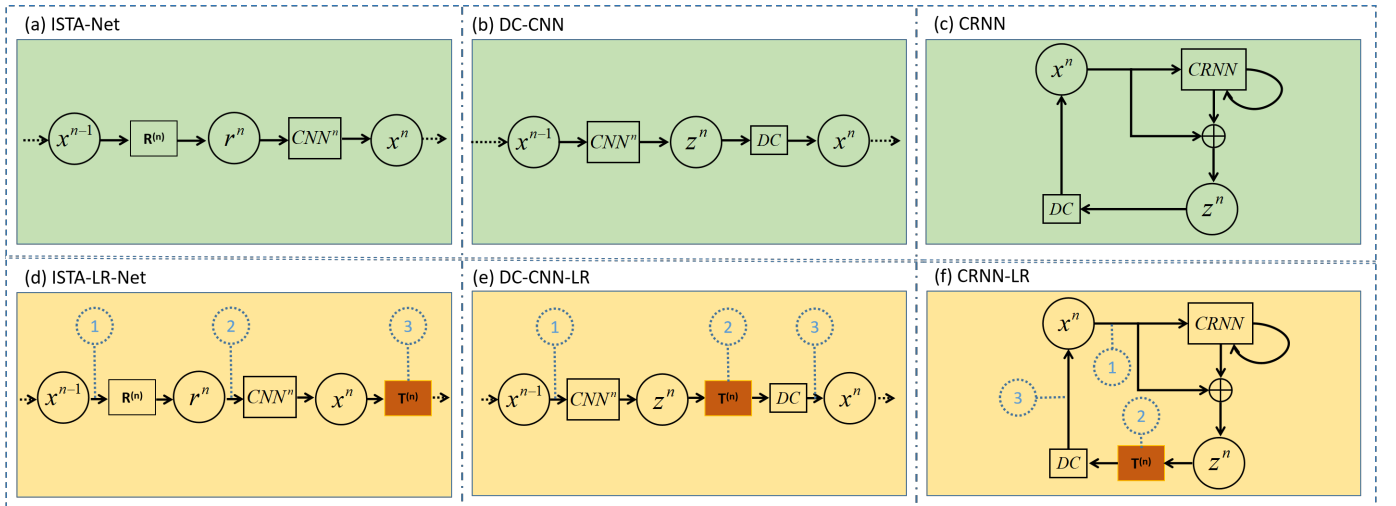 (a) ISTA-Net
x^{n-1} R^{(n)} r^n CNN^n x^n
(b) DC-CNN
x^{n-1} CNN^n z^n DC x^n
(c) CRNN
x^n CRNN
DC z^n
(d) ISTA-LR-Net
1 2 3
x^{n-1} R^{(n)} r^n CNN^n x^n T^{(n)}
(e) DC-CNN-LR
1 2 3
x^{n-1} CNN^n z^n T^{(n)} DC x^n
(f) CRNN-LR
x^n CRNN
1
3
2
DC T^{(n)} z^n